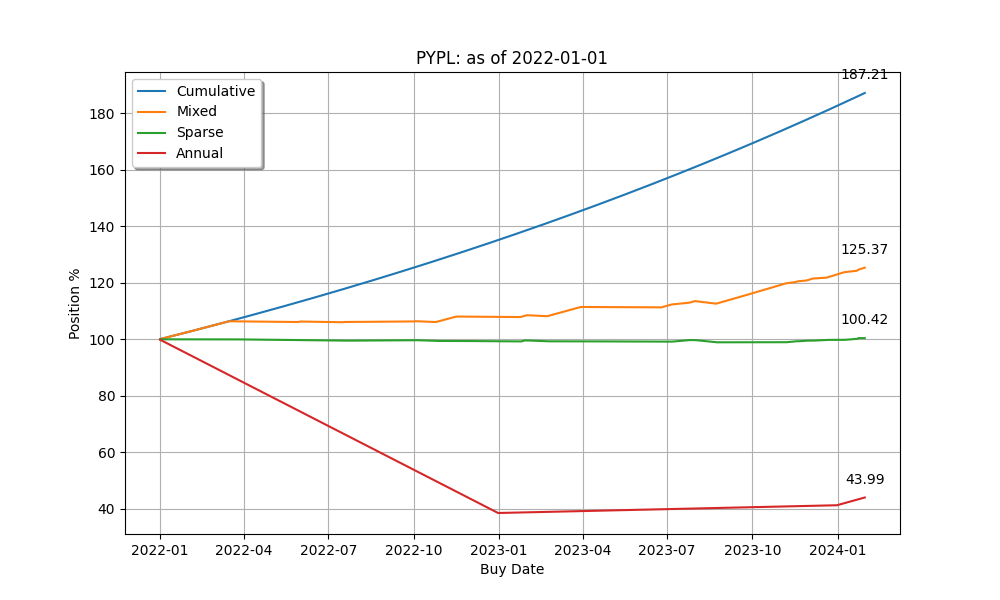 PYPL: as of 2022-01-01
187.21
Cumulative
Mixed
Sparse
Annual
180
160
140
120
100
80
60
40
125.37
100.42
43.99
Position %
2022-01 2022-04 2022-07 2022-10 2023-01 2023-04 2023-07 2023-10 2024-01
Buy Date